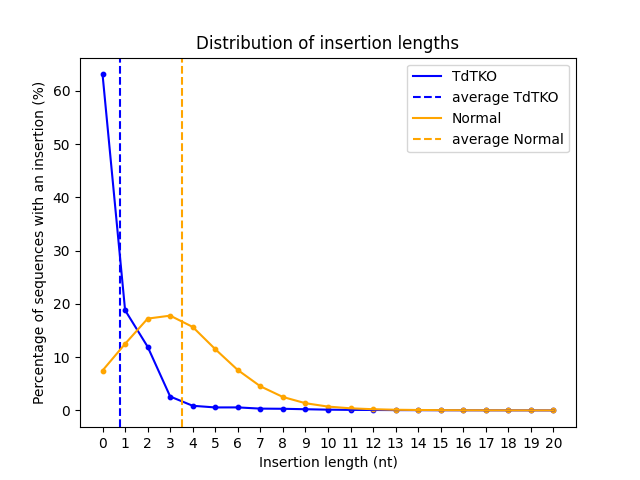 Distribution of insertion lengths
TdTKO
average TdTKO
Normal
average Normal
Percentage of sequences with an insertion (%)
60
50
40
30
20
10
0
0 1 2 3 4 5 6 7 8 9 10 11 12 13 14 15 16 17 18 19 20
Insertion length (nt)